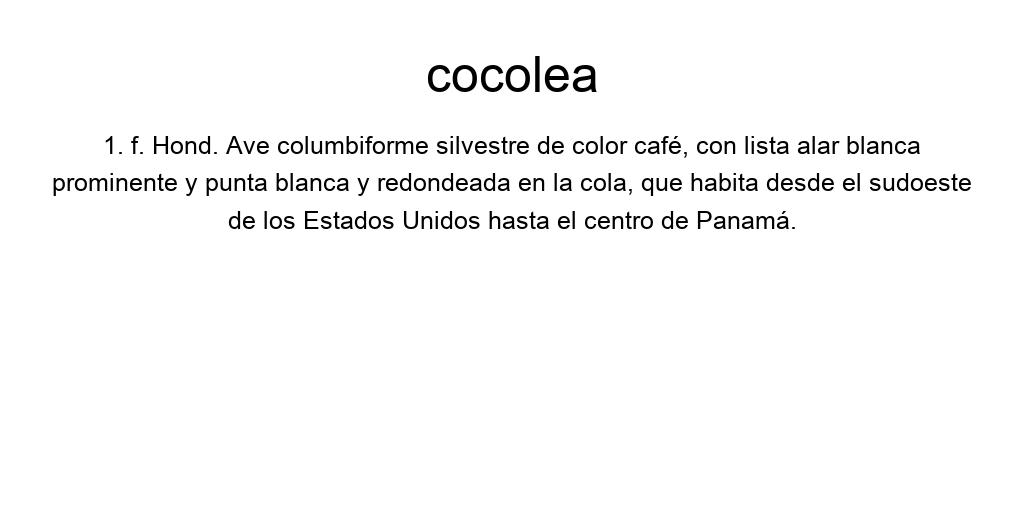 cocolea
1. f. Hond. Ave columbiforme silvestre de color café, con lista alar blanca
prominente y punta blanca y redondeada en la cola, que habita desde el sudoeste
de los Estados Unidos hasta el centro de Panamá.